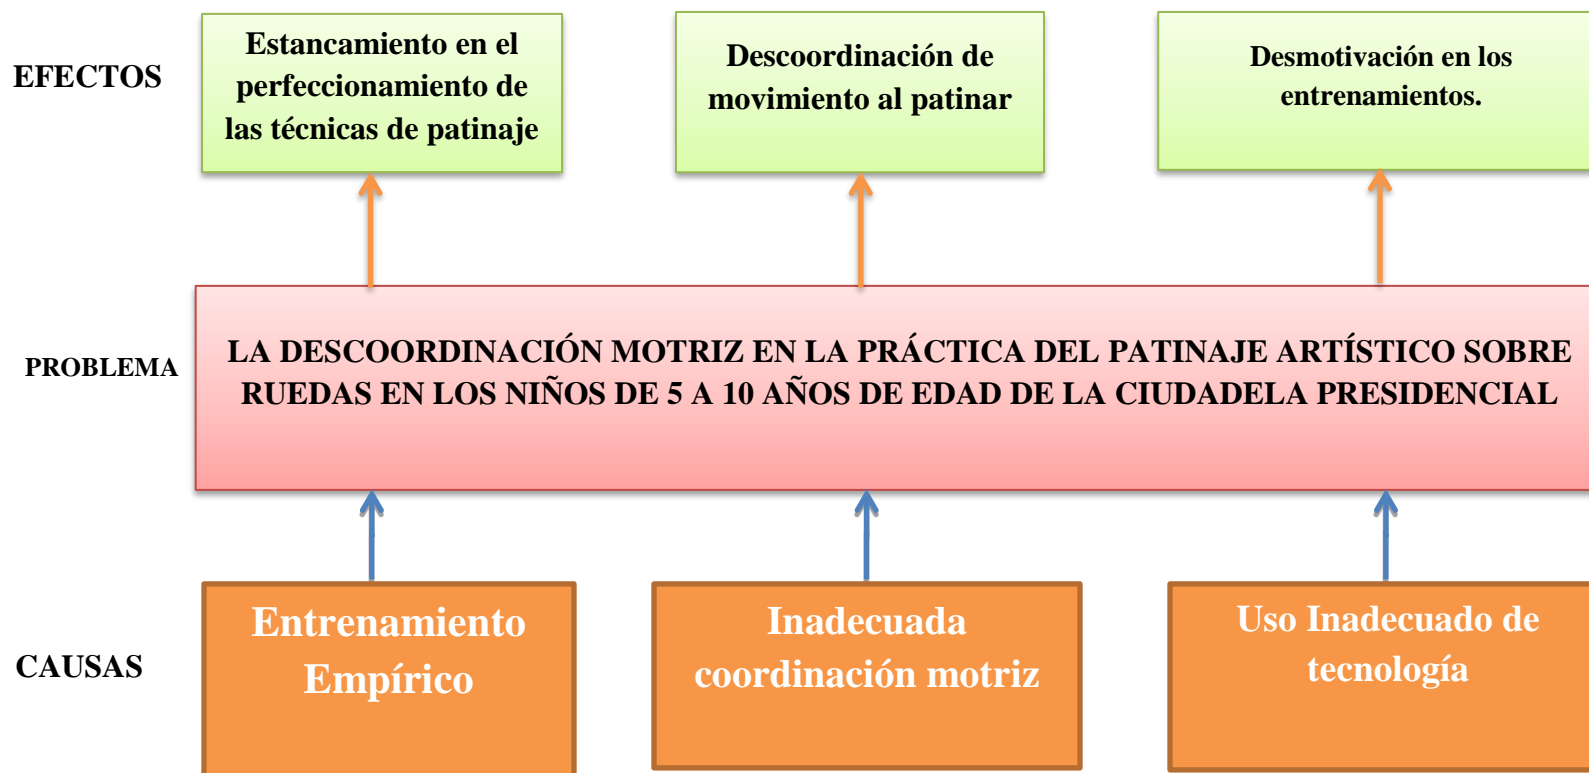 EFECTOS
Estancamiento en el
perfeccionamiento de
las técnicas de patinaje
Descoordinación de
movimiento al patinar
Desmotivación en los
entrenamientos.
PROBLEMA
LA DESCOORDINACIÓN MOTRIZ EN LA PRÁCTICA DEL PATINAJE ARTÍSTICO SOBRE
RUEDAS EN LOS NIÑOS DE 5 A 10 AÑOS DE EDAD DE LA CIUDADELA PRESIDENCIAL
CAUSAS
Entrenamiento
Empírico
Inadecuada
coordinación motriz
Uso Inadecuado de
tecnología